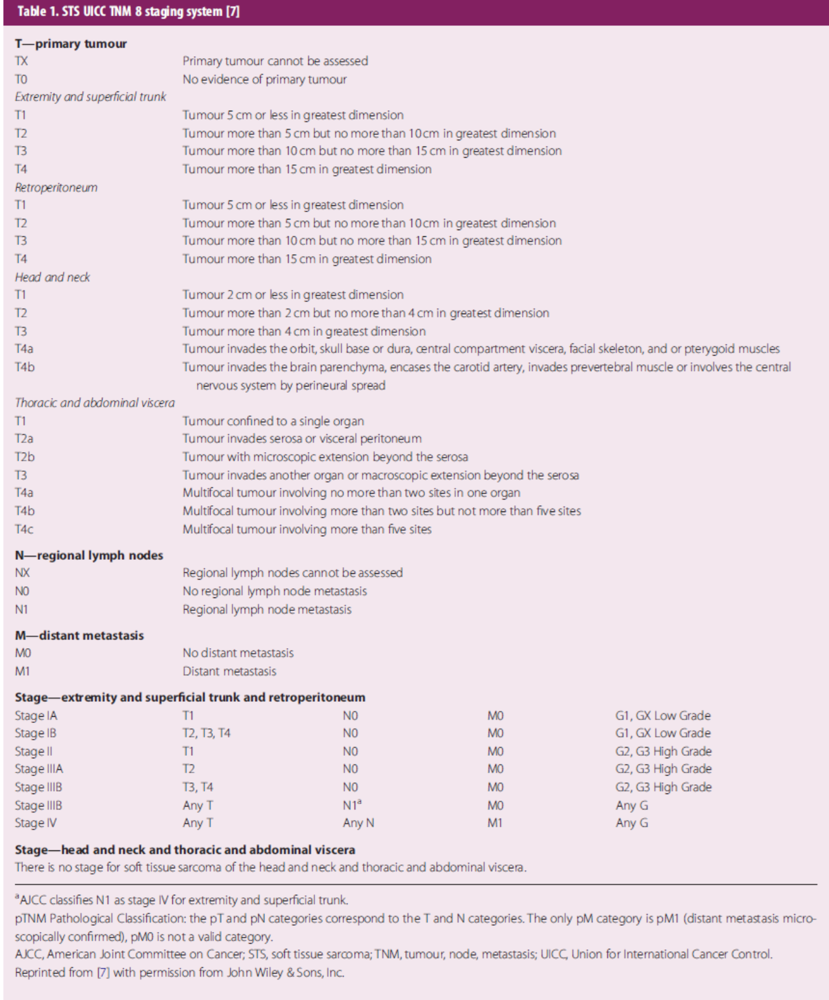 Table 1. STS UICC TNM 8 staging system [7]
T—primary tumour
TX Primary tumour cannot be assessed
T0 No evidence of primary tumour
Extremity and superficial trunk
T1 Tumour 5 cm or less in greatest dimension
T2 Tumour more than 5 cm but no more than 10 cm in greatest dimension
T3 Tumour more than 10 cm but no more than 15 cm in greatest dimension
T4 Tumour more than 15 cm in greatest dimension
Retroperitoneum
T1 Tumour 5 cm or less in greatest dimension
T2 Tumour more than 5 cm but no more than 10 cm in greatest dimension
T3 Tumour more than 10 cm but no more than 15 cm in greatest dimension
T4 Tumour more than 15 cm in greatest dimension
Head and neck
T1 Tumour 2 cm or less in greatest dimension
T2 Tumour more than 2 cm but no more than 4 cm in greatest dimension
T3 Tumour more than 4 cm in greatest dimension
T4a Tumour invades the orbit, skull base or dura, central compartment viscera, facial skeleton, and or pterygoid muscles
T4b Tumour invades the brain parenchyma, encases the carotid artery, invades prevertebral muscle or involves the central
nervous system by perineural spread
Thoracic and abdominal viscera
T1 Tumour confined to a single organ
T2a Tumour invades serosa or visceral peritoneum
T2b Tumour with microscopic extension beyond the serosa
T3 Tumour invades another organ or macroscopic extension beyond the serosa
T4a Multifocal tumour involving no more than two sites in one organ
T4b Multifocal tumour involving more than two sites but not more than five sites
T4c Multifocal tumour involving more than five sites
N—regional lymph nodes
NX Regional lymph nodes cannot be assessed
N0 No regional lymph node metastasis
N1 Regional lymph node metastasis
M—distant metastasis
M0 No distant metastasis
M1 Distant metastasis
Stage—extremity and superficial trunk and retroperitoneum
Stage IA T1 N0 M0 G1, GX Low Grade
Stage IB T2, T3, T4 N0 M0 G1, GX Low Grade
Stage II T1 N0 M0 G2, G3 High Grade
Stage IIIA T2 N0 M0 G2, G3 High Grade
Stage IIIB T3, T4 N0 M0 G2, G3 High Grade
Stage IIIB Any T N1ᵃ M0 Any G
Stage IV Any T Any N M1 Any G
Stage—head and neck and thoracic and abdominal viscera
There is no stage for soft tissue sarcoma of the head and neck and thoracic and abdominal viscera.
ᵃAJCC classifies N1 as stage IV for extremity and superficial trunk.
pTNM Pathological Classification: the pT and pN categories correspond to the T and N categories. The only pM category is pM1 (distant metastasis micro-
scopically confirmed), pM0 is not a valid category.
AJCC, American Joint Committee on Cancer; STS, soft tissue sarcoma; TNM, tumour, node, metastasis; UICC, Union for International Cancer Control.
Reprinted from [7] with permission from John Wiley & Sons, Inc.